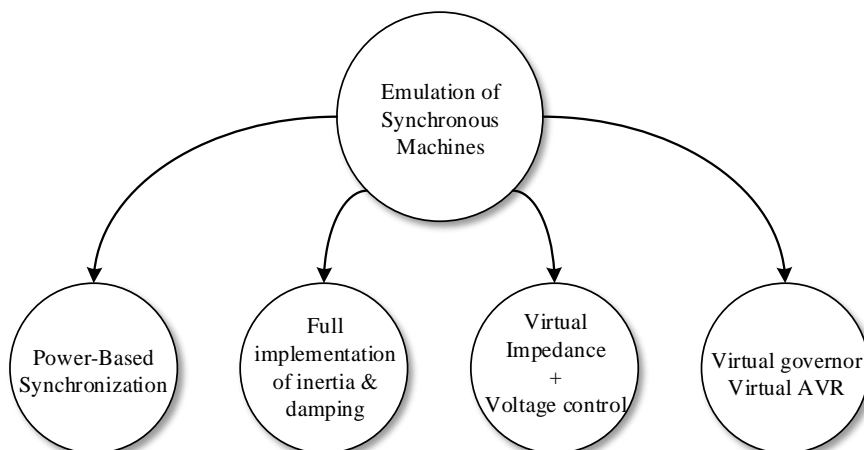 Emulation of
Synchronous
Machines
Power-Based
Synchronization
Full
implementation
of inertia &
damping
Virtual
Impedance
+
Voltage control
Virtual governor
Virtual AVR